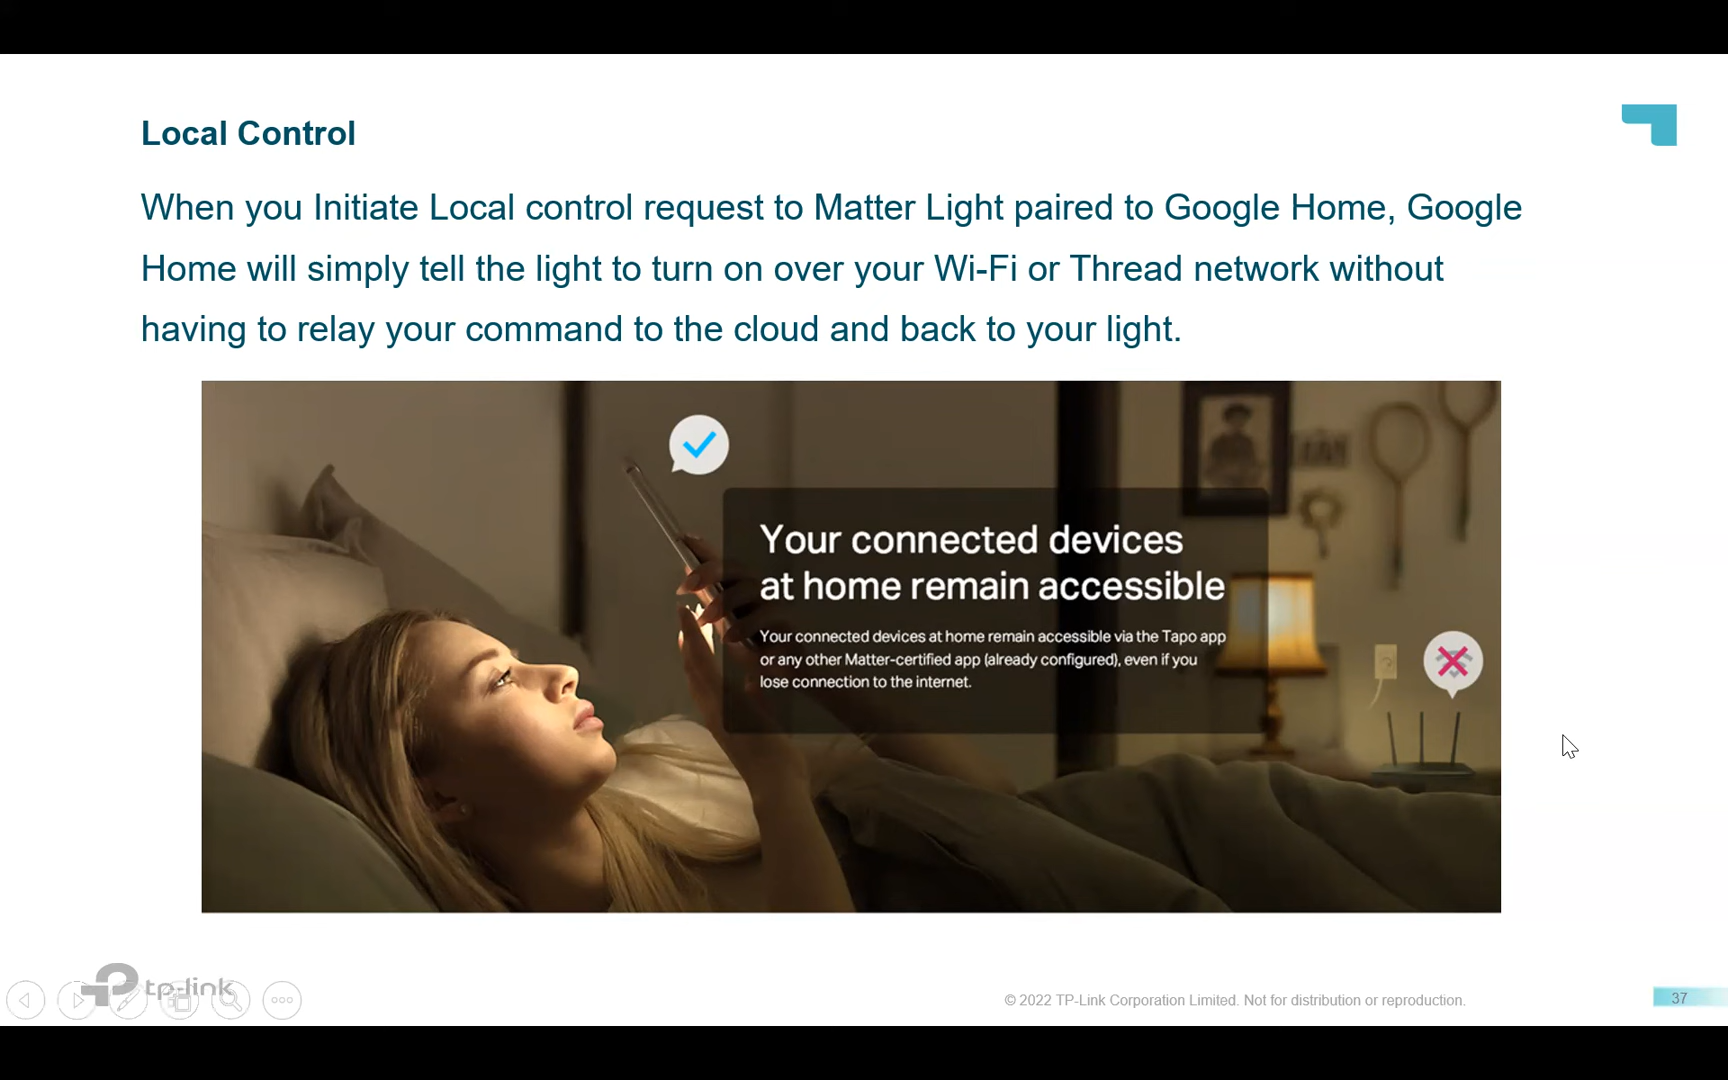 Local Control
When you Initiate Local control request to Matter Light paired to Google Home, Google
Home will simply tell the light to turn on over your Wi-Fi or Thread network without
having to relay your command to the cloud and back to your light.
Your connected devices
at home remain accessible
Your connected devices at home remain accessible via the Tapo app
or any other Matter-certified app (already configured), even if you
lose connection to the internet.
tp-link
© 2022 TP-Link Corporation Limited. Not for distribution or reproduction.
37